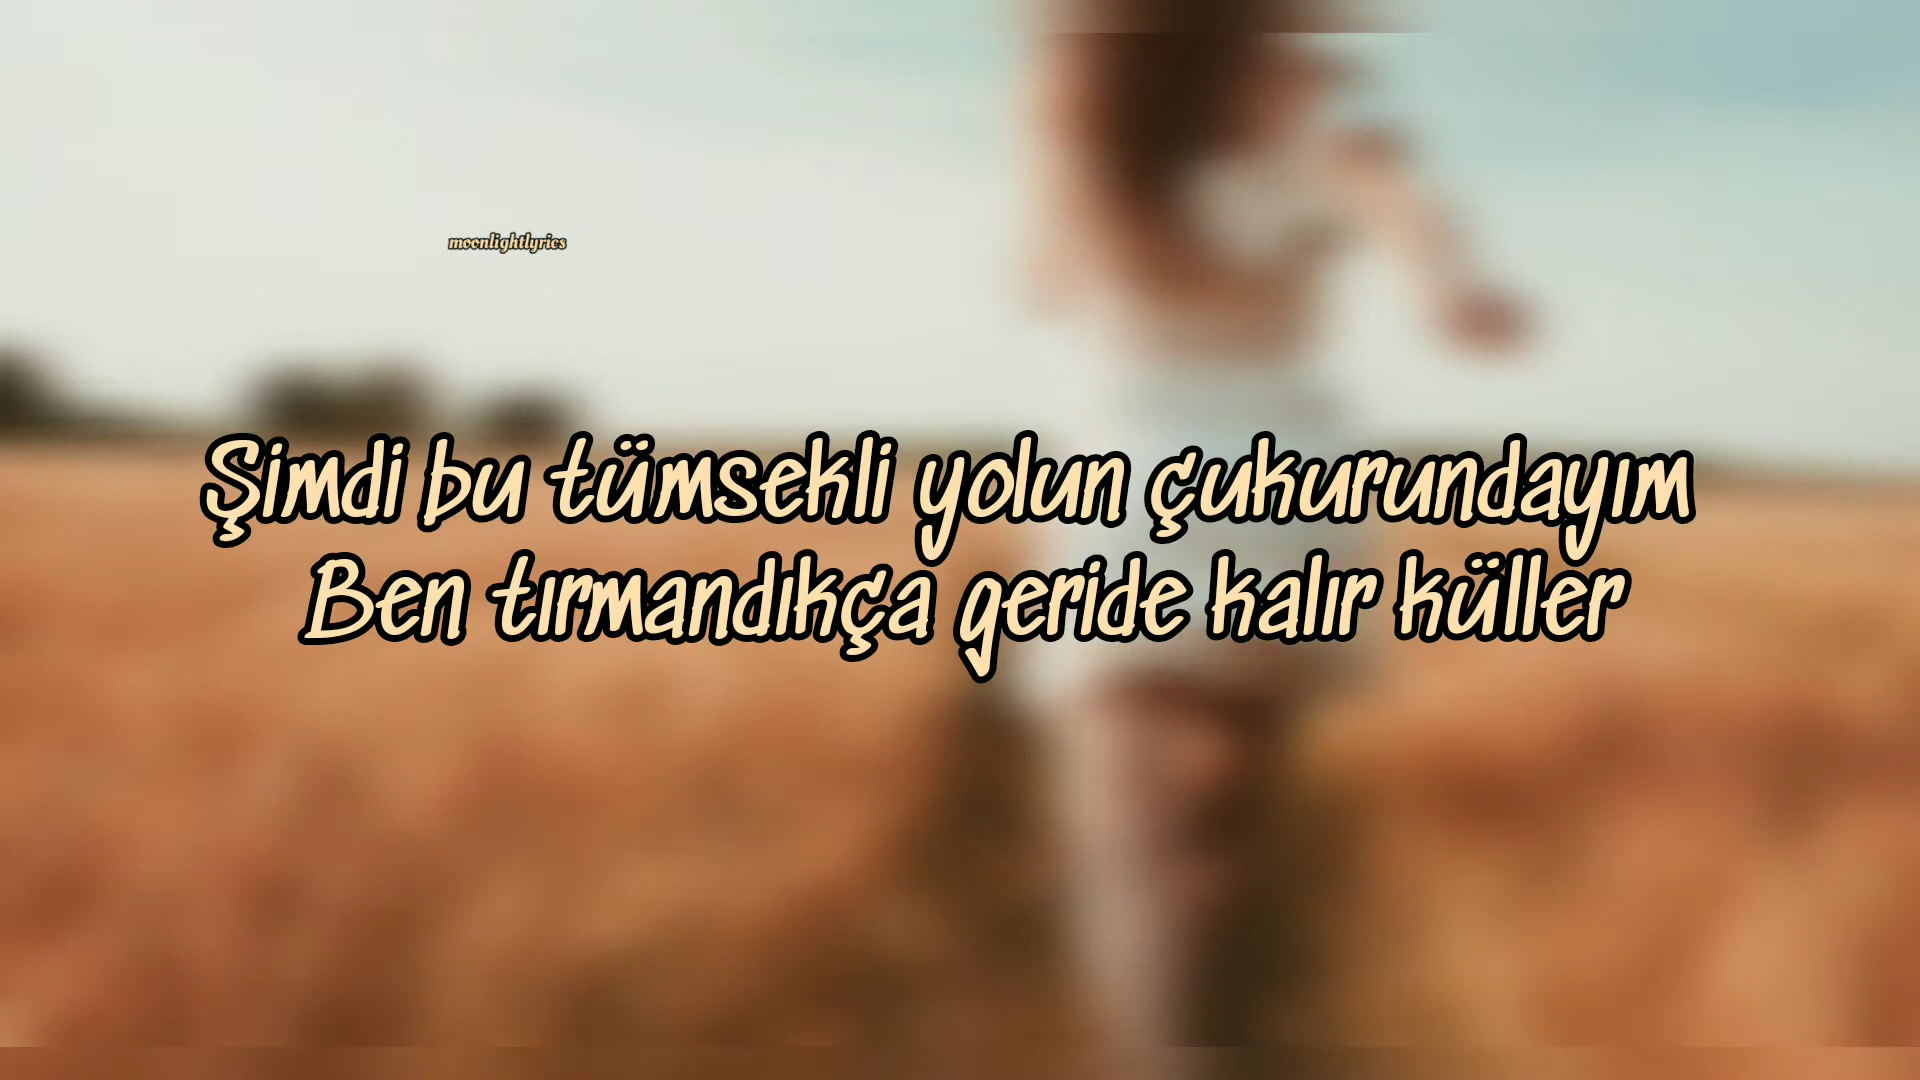 moonlightlyrics
Şimdi bu tümsekli yolun çukurundayım
Ben tırmandıkça geride kalır küller